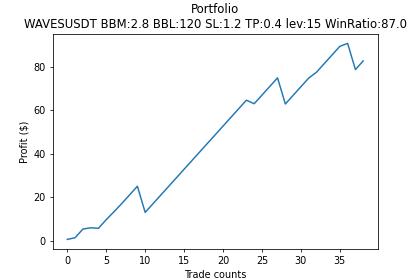 Portfolio
WAVESUSDT BBM:2.8 BBL:120 SL:1.2 TP:0.4 lev:15 WinRatio:87.0
80
60
40
20
0
Profit ($)
0 5 10 15 20 25 30 35
Trade counts